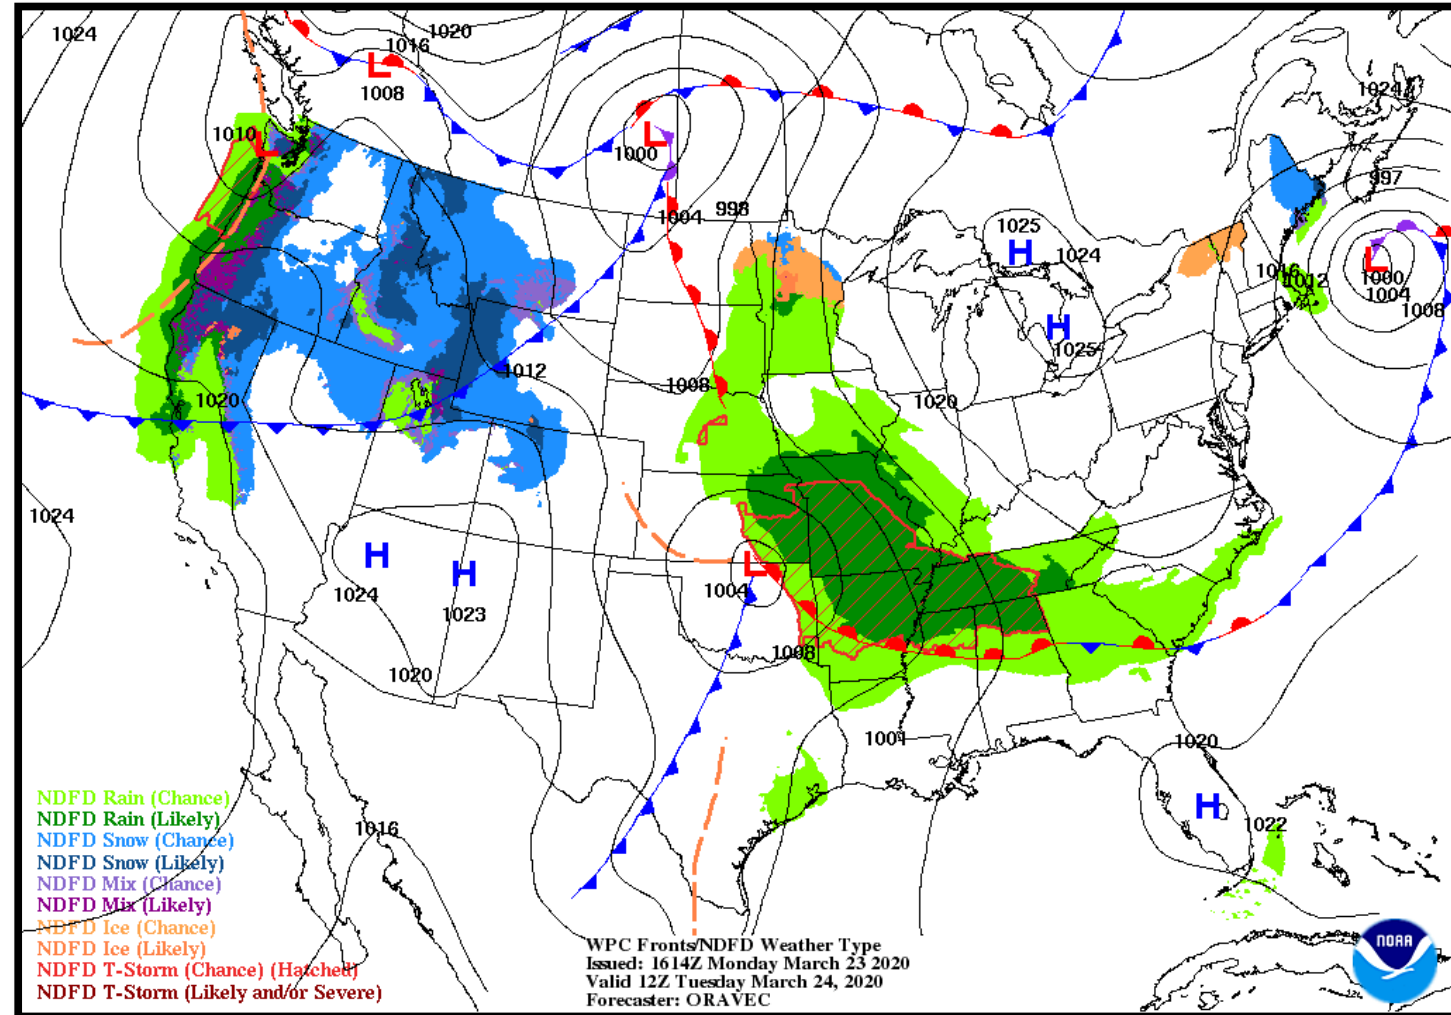 1024
1020
1016
L
1008
1024
1010
L
L
1000
997
1004
998
1025
H
1024
L
1000
1004
1008
1016
1012
H
1025
1012
1008
1020
1020
1024
H
H
1024
1023
L
1004
1020
1008
1001
1020
H
1022
1016
NDFD Rain (Chance)
NDFD Rain (Likely)
NDFD Snow (Chance)
NDFD Snow (Likely)
NDFD Mix (Chance)
NDFD Mix (Likely)
NDFD Ice (Chance)
NDFD Ice (Likely)
NDFD T-Storm (Chance) (Hatched)
NDFD T-Storm (Likely and/or Severe)
WPC Fronts/NDFD Weather Type
Issued: 1614Z Monday March 23 2020
Valid 12Z Tuesday March 24, 2020
Forecaster: ORAVEC
NOAA